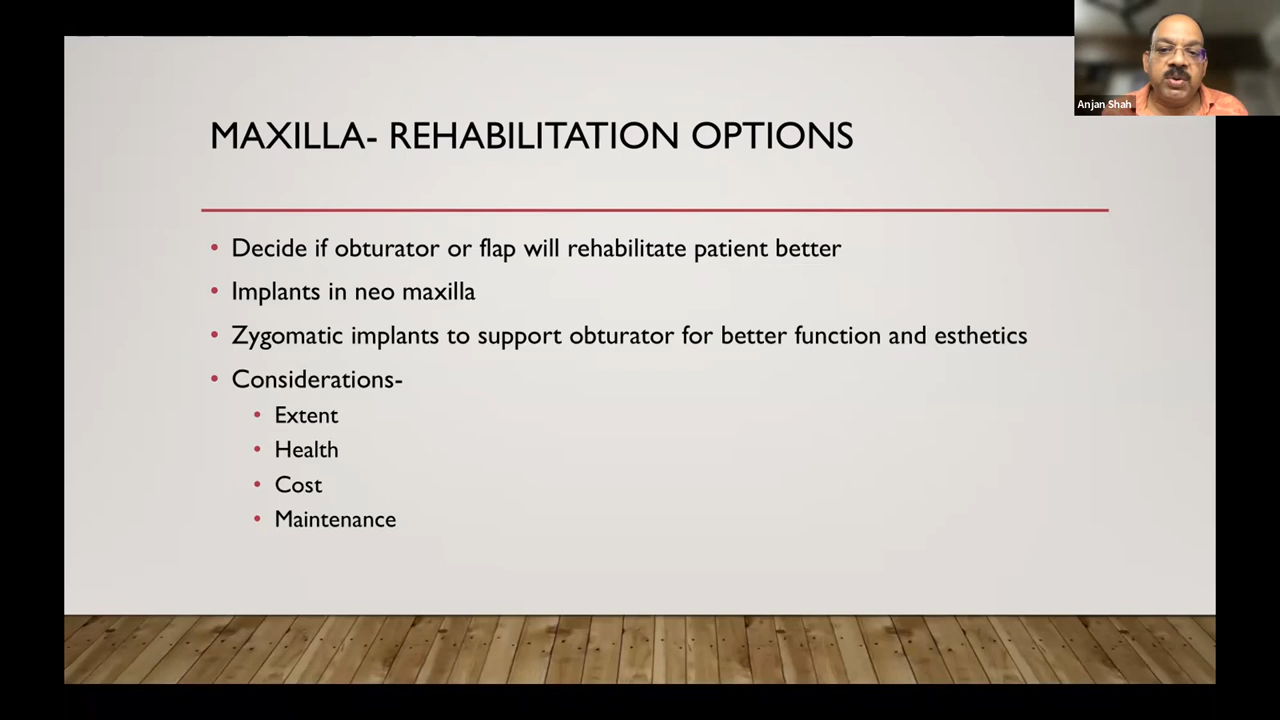 MAXILLA- REHABILITATION OPTIONS
• Decide if obturator or flap will rehabilitate patient better
• Implants in neo maxilla
• Zygomatic implants to support obturator for better function and esthetics
• Considerations-
• Extent
• Health
• Cost
• Maintenance
Anjan Shah